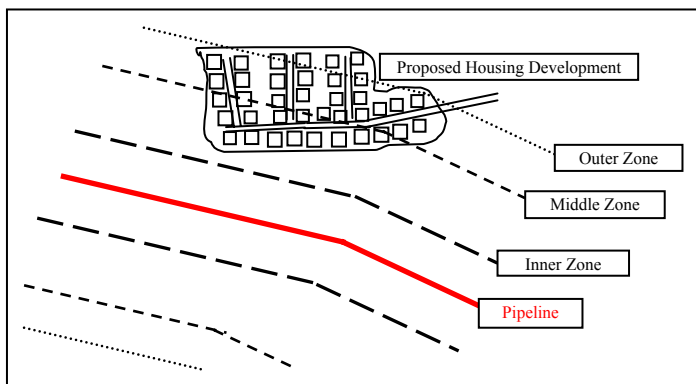 Proposed Housing Development
Outer Zone
Middle Zone
Inner Zone
Pipeline